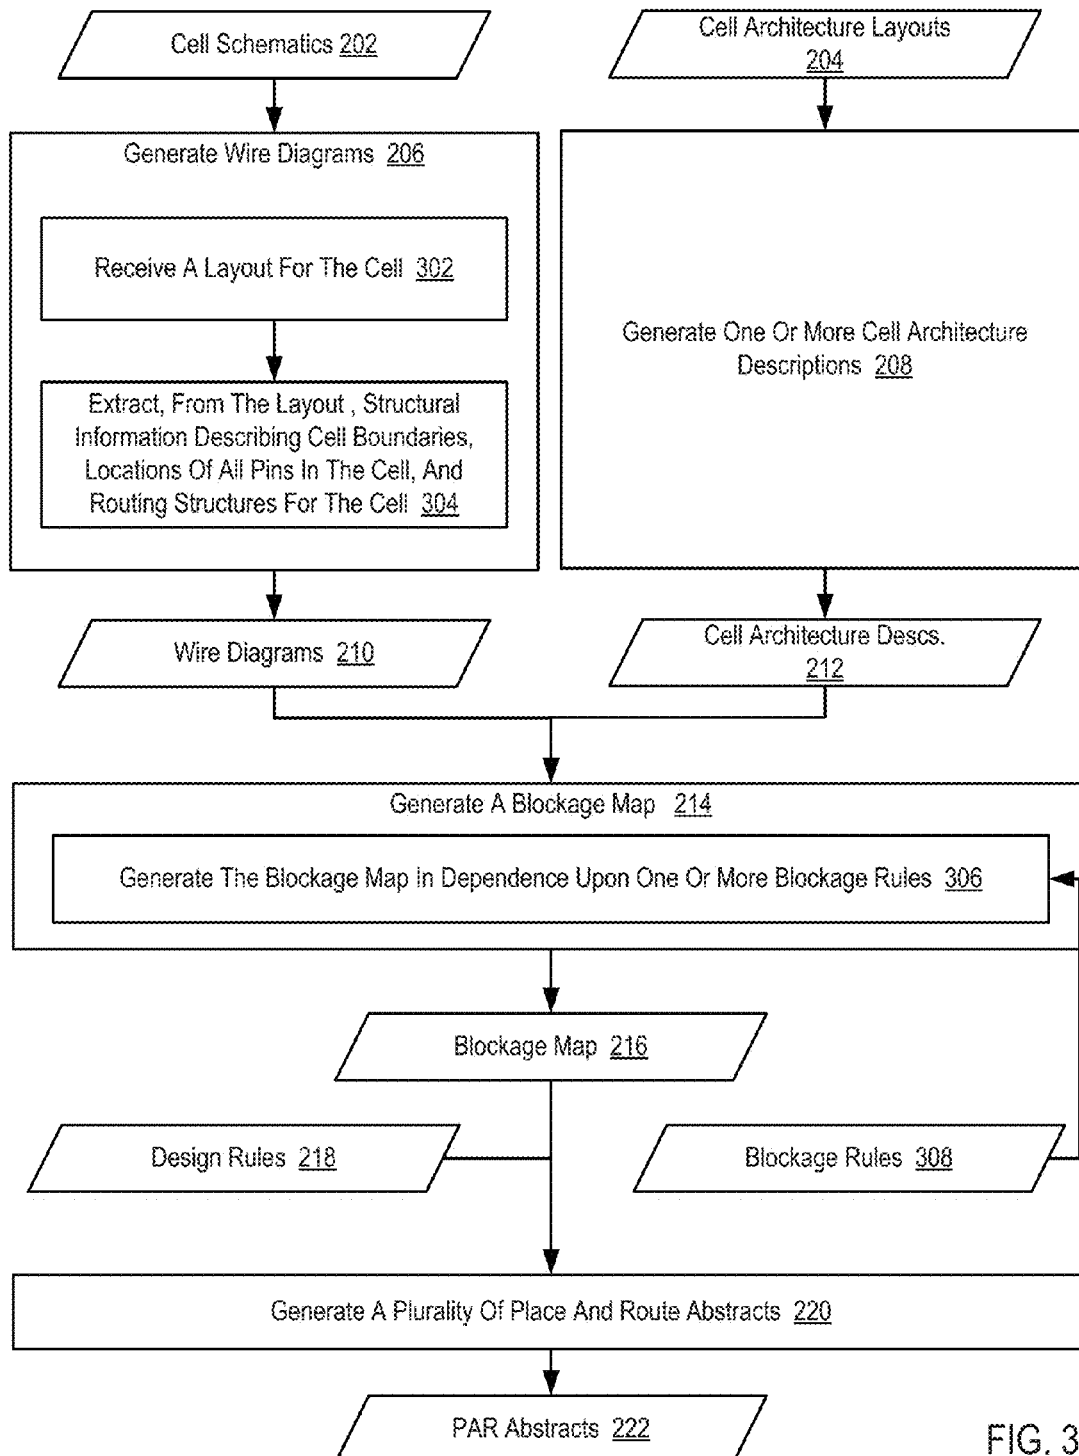 Cell Schematics 202
Cell Architecture Layouts
204
Generate Wire Diagrams 206
Receive A Layout For The Cell 302
Extract, From The Layout , Structural
Information Describing Cell Boundaries,
Locations Of All Pins In The Cell, And
Routing Structures For The Cell 304
Generate One Or More Cell Architecture
Descriptions 208
Wire Diagrams 210
Cell Architecture Descs.
212
Generate A Blockage Map 214
Generate The Blockage Map In Dependence Upon One Or More Blockage Rules 306
Blockage Map 216
Design Rules 218
Blockage Rules 308
Generate A Plurality Of Place And Route Abstracts 220
PAR Abstracts 222
FIG. 3